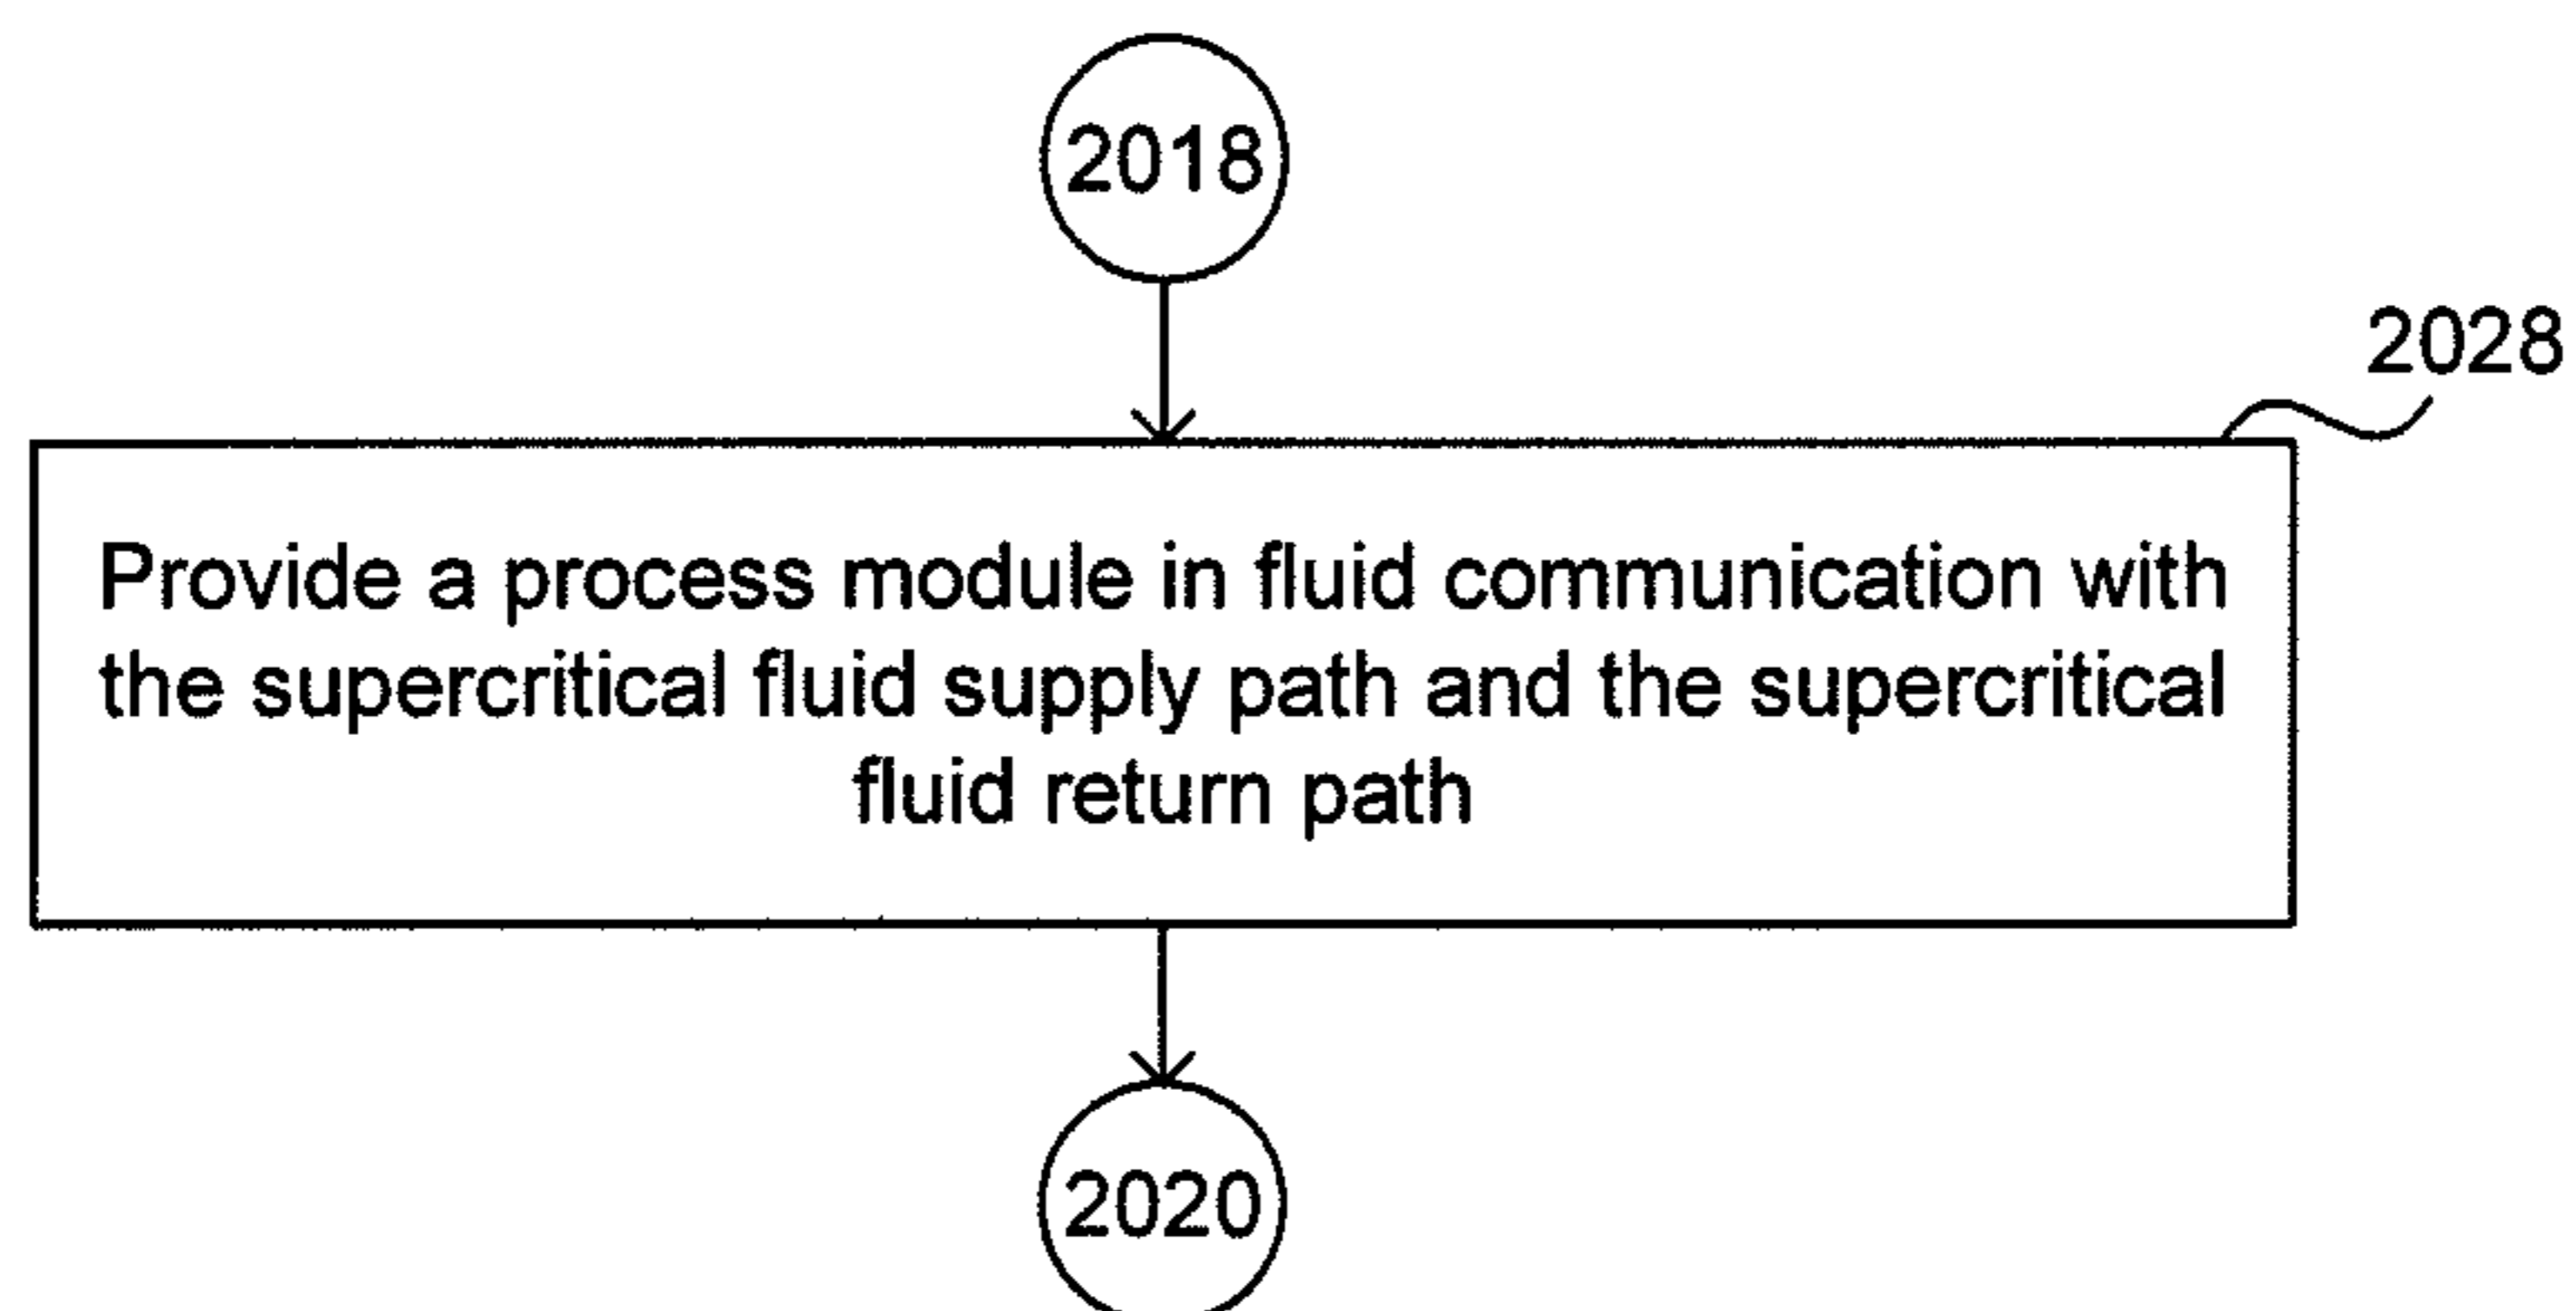 2018
2028
Provide a process module in fluid communication with
the supercritical fluid supply path and the supercritical
fluid return path
2020